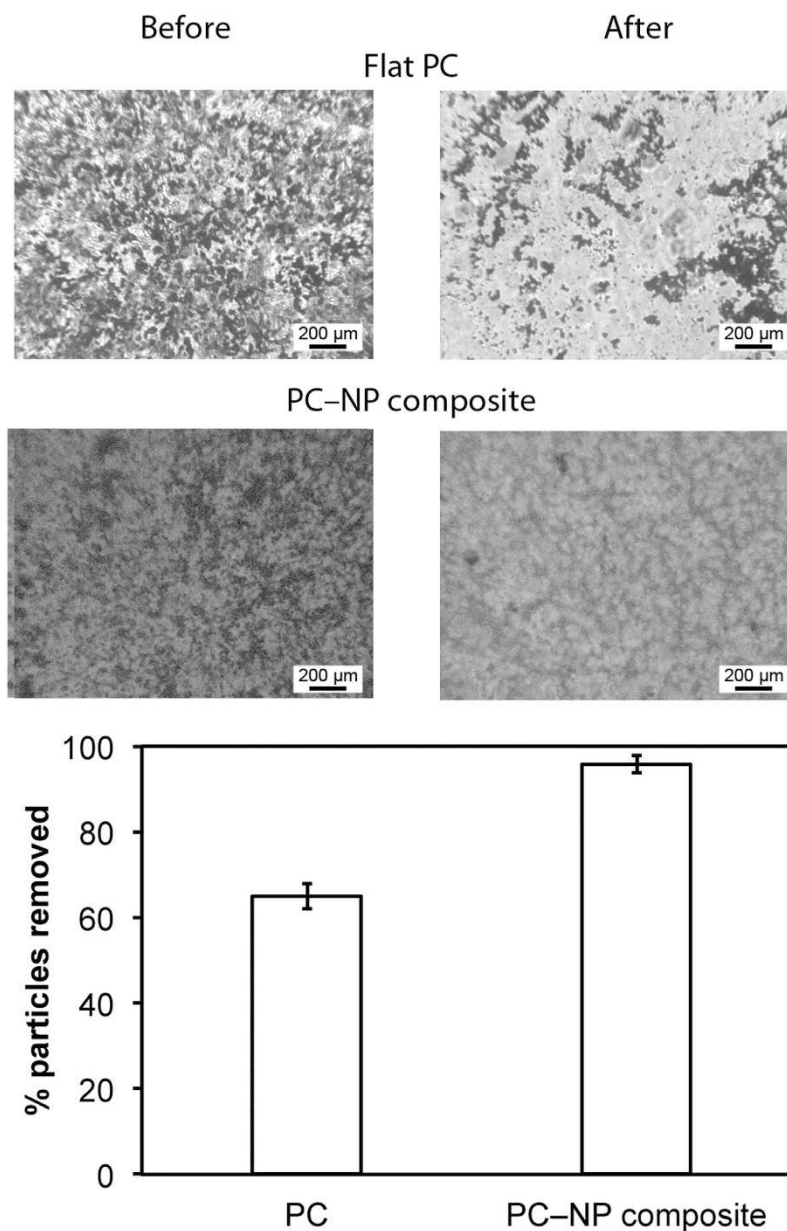 Before After
Flat PC
200 µm 200 µm
PC–NP composite
200 µm 200 µm
100
80
60
40
20
0
% particles removed
PC PC–NP composite